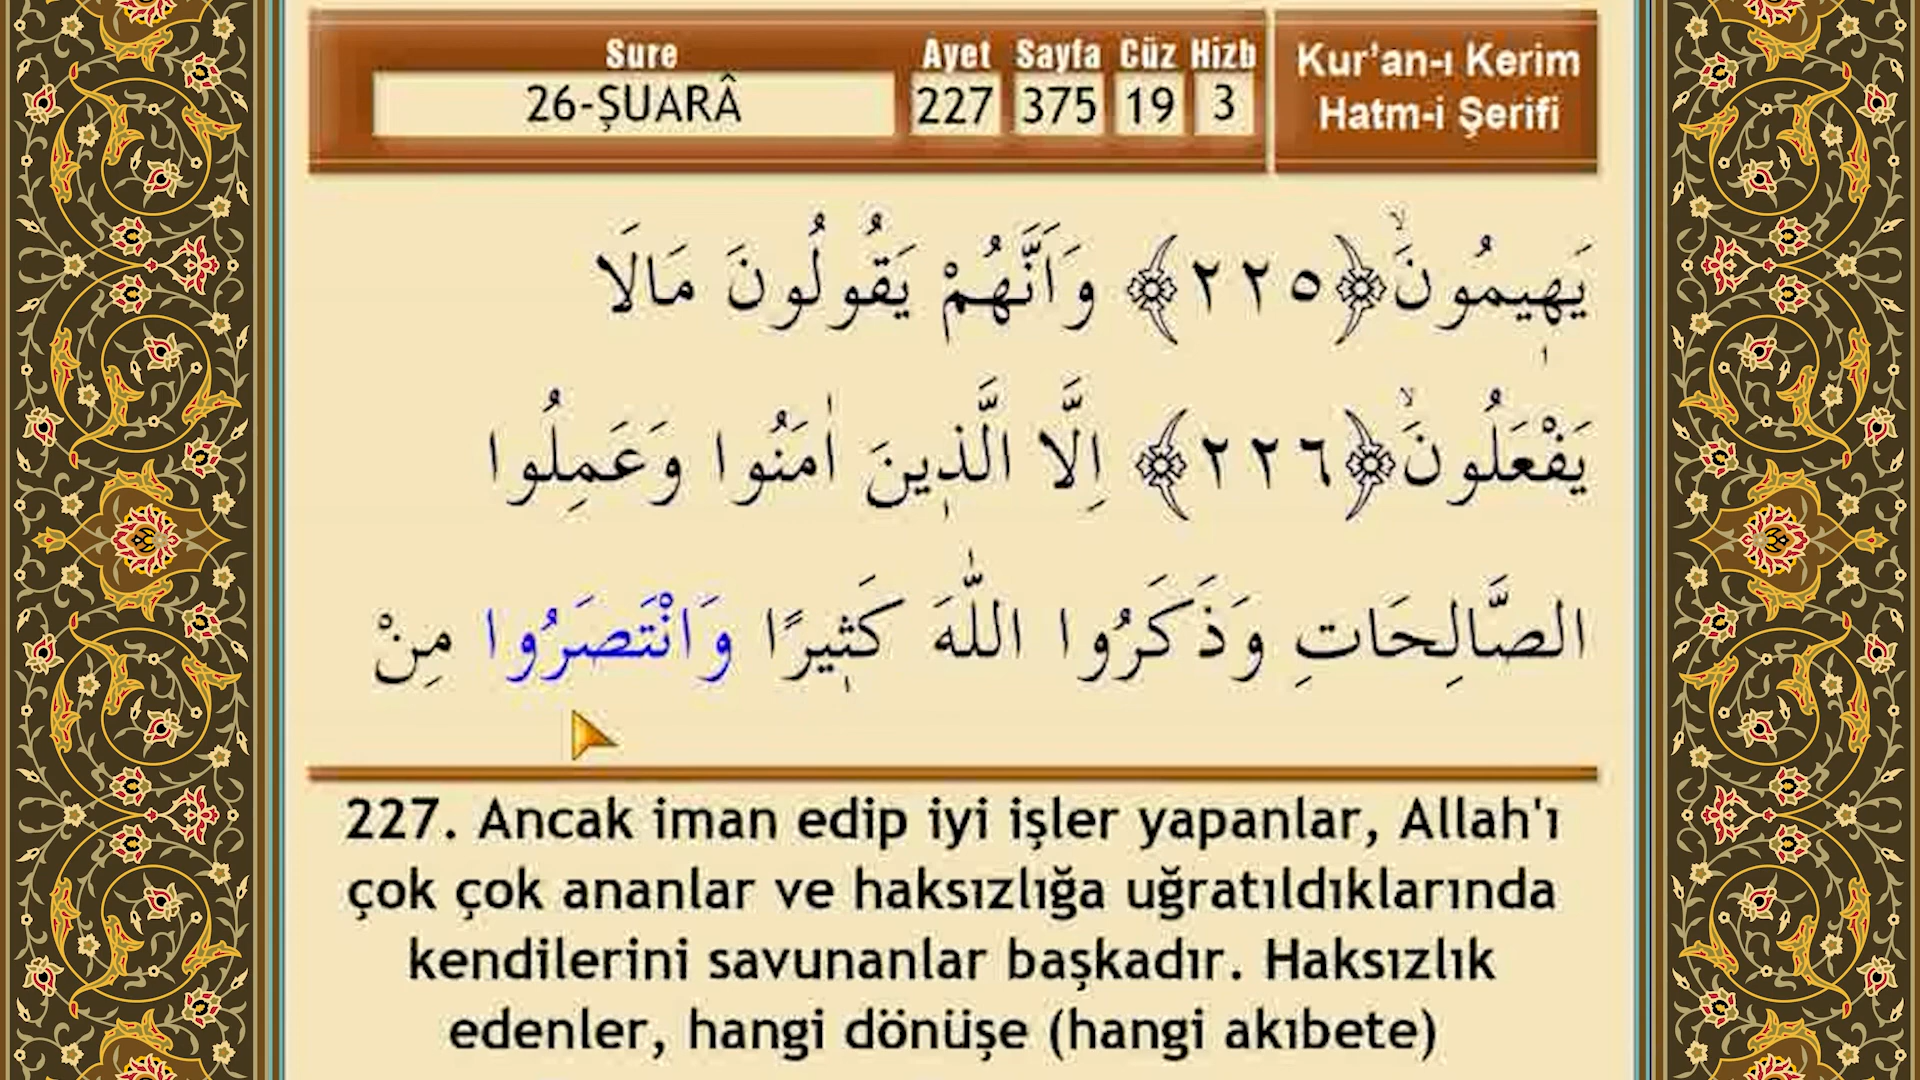 Sure Ayet Sayfa Cüz Hizb
26-ŞUARÂ 227 375 19 3
Kur'an-ı Kerim
Hatm-i Şerifi
يَهٖيمُونَۙ ﴿٢٢٥﴾ وَاَنَّهُمْ يَقُولُونَ مَالَا
يَفْعَلُونَۙ ﴿٢٢٦﴾ اِلَّا الَّذٖينَ اٰمَنُوا وَعَمِلُوا
الصَّالِحَاتِ وَذَكَرُوا اللّٰهَ كَثٖيرًا وَانْتَصَرُوا مِنْ
227. Ancak iman edip iyi işler yapanlar, Allah'ı
çok çok ananlar ve haksızlığa uğratıldıklarında
kendilerini savunanlar başkadır. Haksızlık
edenler, hangi dönüşe (hangi akıbete)